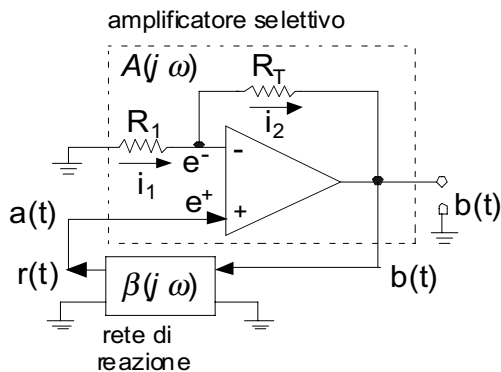 amplificatore selettivo
A(j ω)
R_T
R_1
i_2
i_1
e^-
-
e^+
+
a(t)
b(t)
r(t)
β(j ω)
b(t)
rete di
reazione